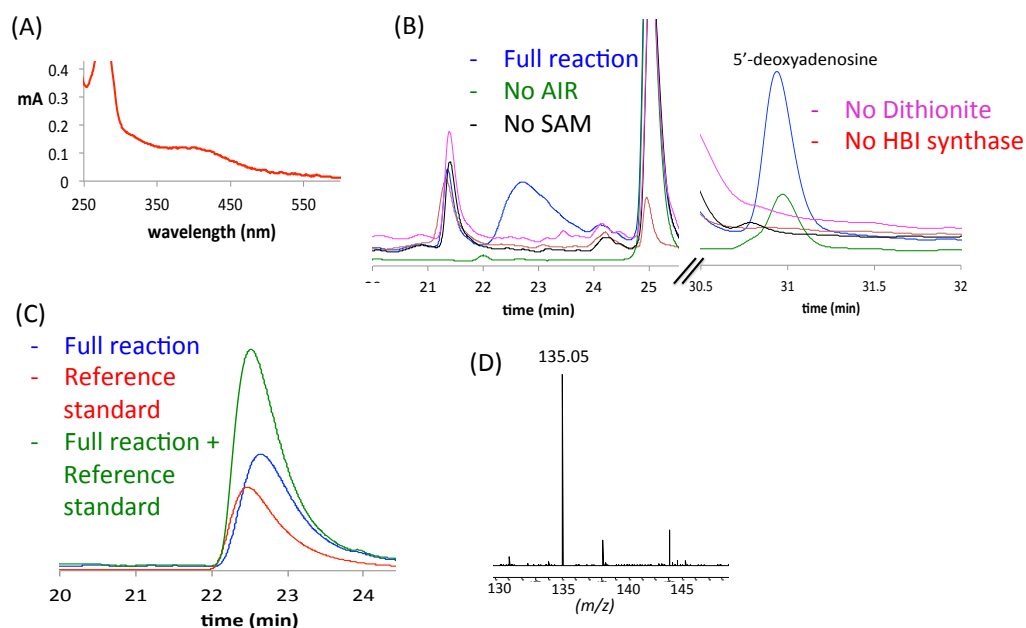 (A)
0.4
0.3
mA
0.2
0.1
0
250 350 450 550
wavelength (nm)
(B)
- Full reaction
- No AIR
- No SAM
5’-deoxyadenosine
- No Dithionite
- No HBI synthase
21 22 23 24 25
time (min)
30.5 31 31.5 32
time (min)
(C)
- Full reaction
- Reference
standard
- Full reaction +
Reference
standard
20 21 22 23 24
time (min)
(D)
135.05
130 135 140 145
(m/z)